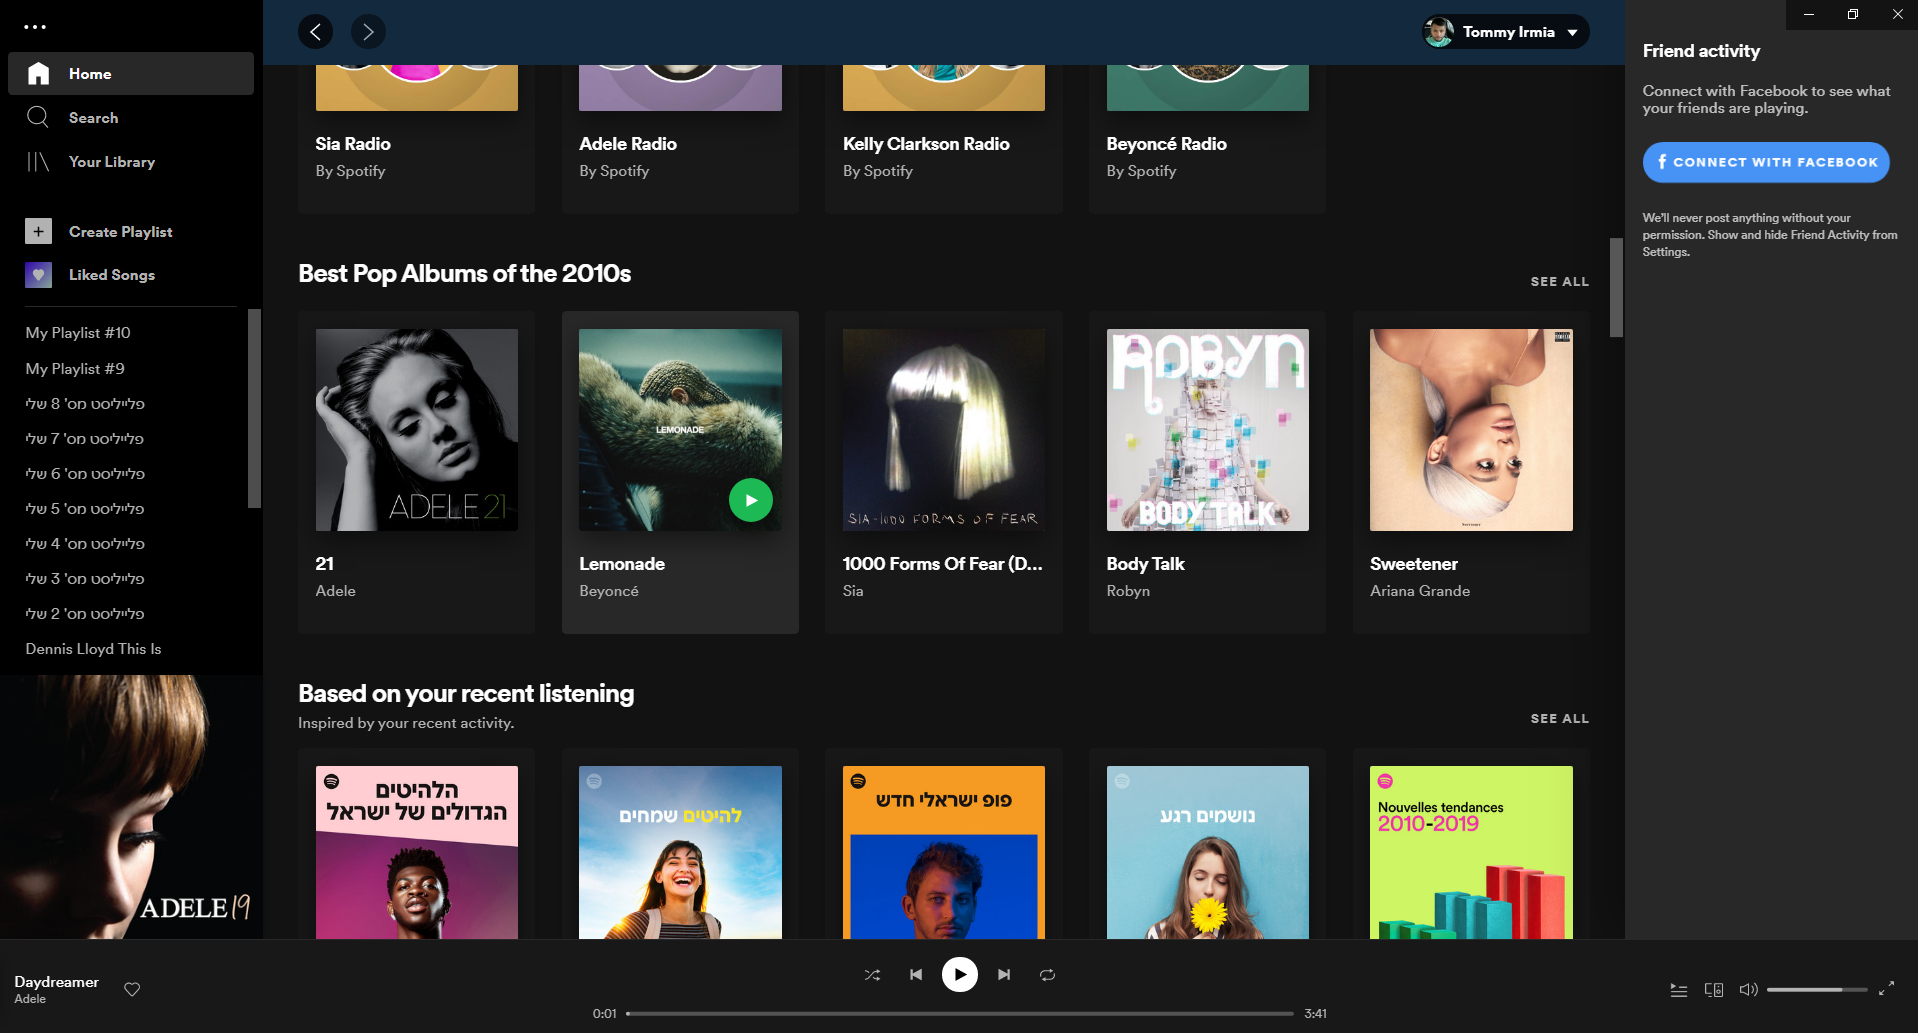 Home
Search
Your Library
Create Playlist
Liked Songs
My Playlist #10
My Playlist #9
פלייליסט מס' 8 שלי
פלייליסט מס' 7 שלי
פלייליסט מס' 6 שלי
פלייליסט מס' 5 שלי
פלייליסט מס' 4 שלי
פלייליסט מס' 3 שלי
פלייליסט מס' 2 שלי
Dennis Lloyd This Is
ADELE 19
Tommy Irmia
Sia Radio
By Spotify
Adele Radio
By Spotify
Kelly Clarkson Radio
By Spotify
Beyoncé Radio
By Spotify
Best Pop Albums of the 2010s
SEE ALL
ADELE 21
21
Adele
LEMONADE
Lemonade
Beyoncé
SIA - 1000 FORMS OF FEAR
1000 Forms Of Fear (D...
Sia
ROBYN
BODY TALK
Body Talk
Robyn
Sweetener
Ariana Grande
Based on your recent listening
Inspired by your recent activity.
SEE ALL
הלהיטים
הגדולים של ישראל
להיטים שמחים
פופ ישראלי חדש
נושמים רגע
Nouvelles tendances
2010-2019
Friend activity
Connect with Facebook to see what
your friends are playing.
CONNECT WITH FACEBOOK
We'll never post anything without your
permission. Show and hide Friend Activity from
Settings.
Daydreamer
Adele
0:01
3:41